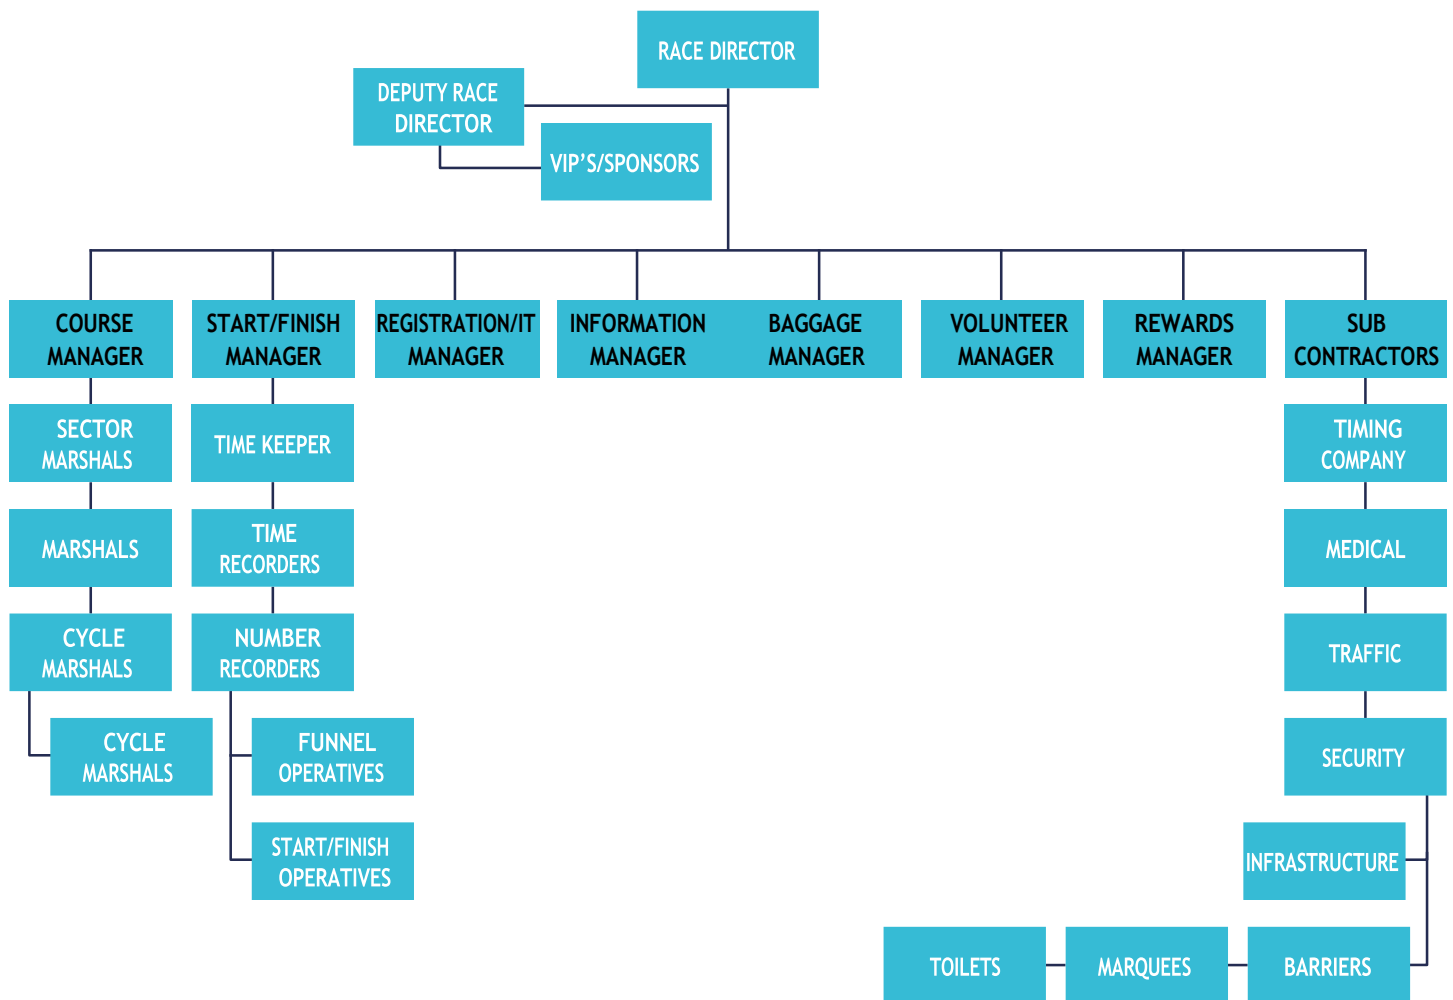 RACE DIRECTOR
DEPUTY RACE
DIRECTOR
VIP’S/SPONSORS
COURSE
MANAGER
START/FINISH
MANAGER
REGISTRATION/IT
MANAGER
INFORMATION
MANAGER
BAGGAGE
MANAGER
VOLUNTEER
MANAGER
REWARDS
MANAGER
SUB
CONTRACTORS
SECTOR
MARSHALS
TIME KEEPER
TIMING
COMPANY
MARSHALS
TIME
RECORDERS
MEDICAL
CYCLE
MARSHALS
NUMBER
RECORDERS
TRAFFIC
CYCLE
MARSHALS
FUNNEL
OPERATIVES
SECURITY
START/FINISH
OPERATIVES
INFRASTRUCTURE
TOILETS
MARQUEES
BARRIERS